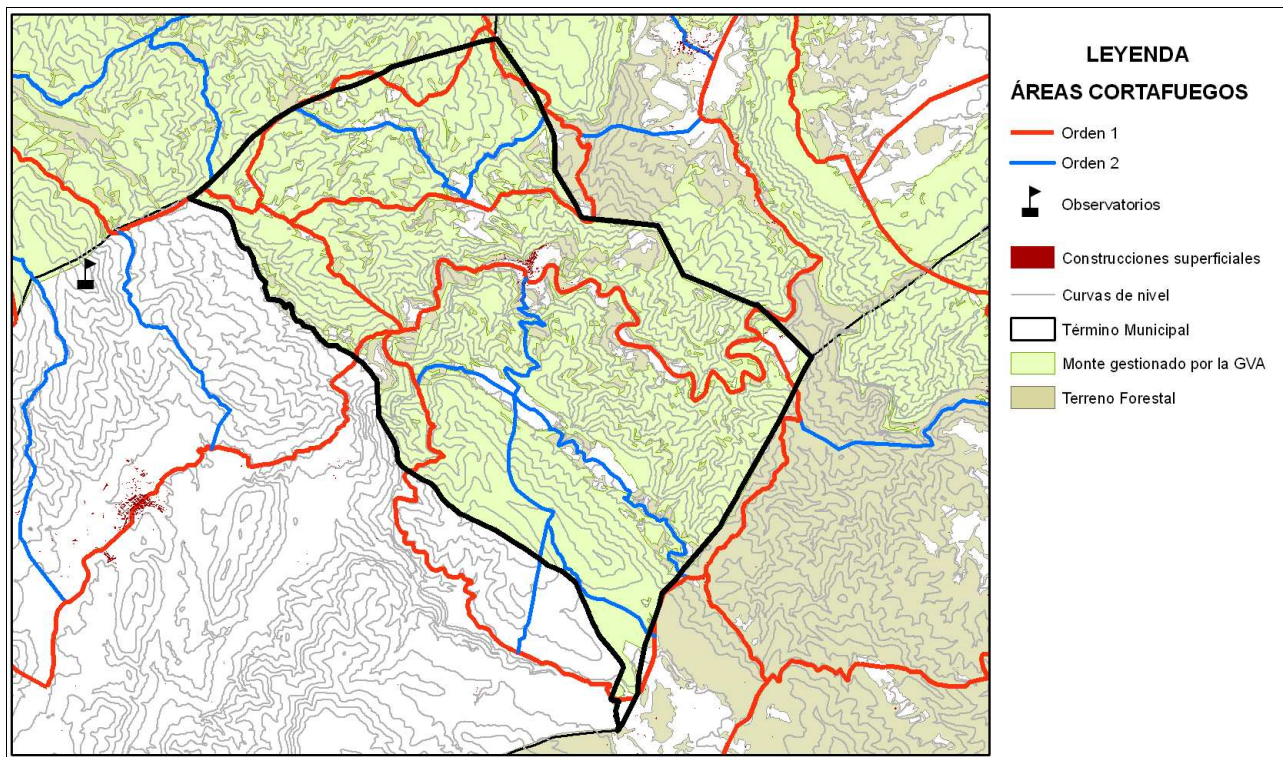 LEYENDA
ÁREAS CORTAFUEGOS
Orden 1
Orden 2
Observatorios
Construcciones superficiales
Curvas de nivel
Término Municipal
Monte gestionado por la GVA
Terreno Forestal